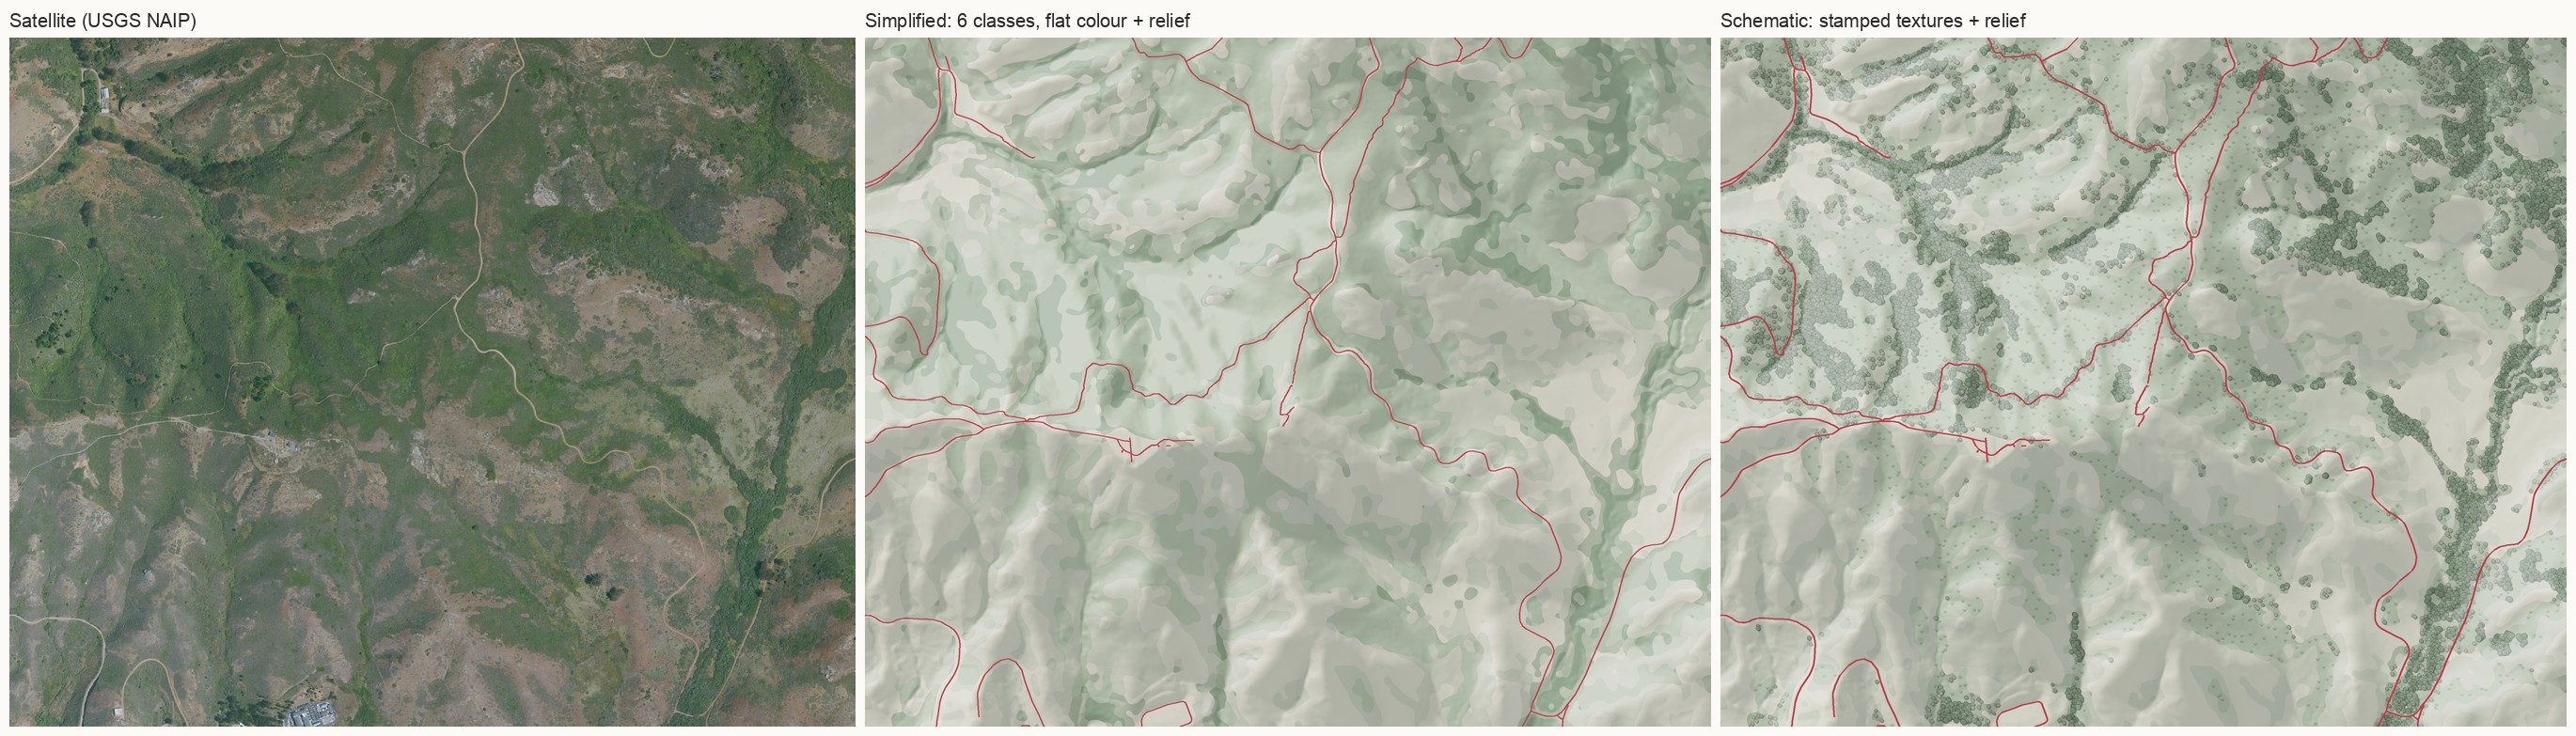 Satellite (USGS NAIP)
Simplified: 6 classes, flat colour + relief
Schematic: stamped textures + relief